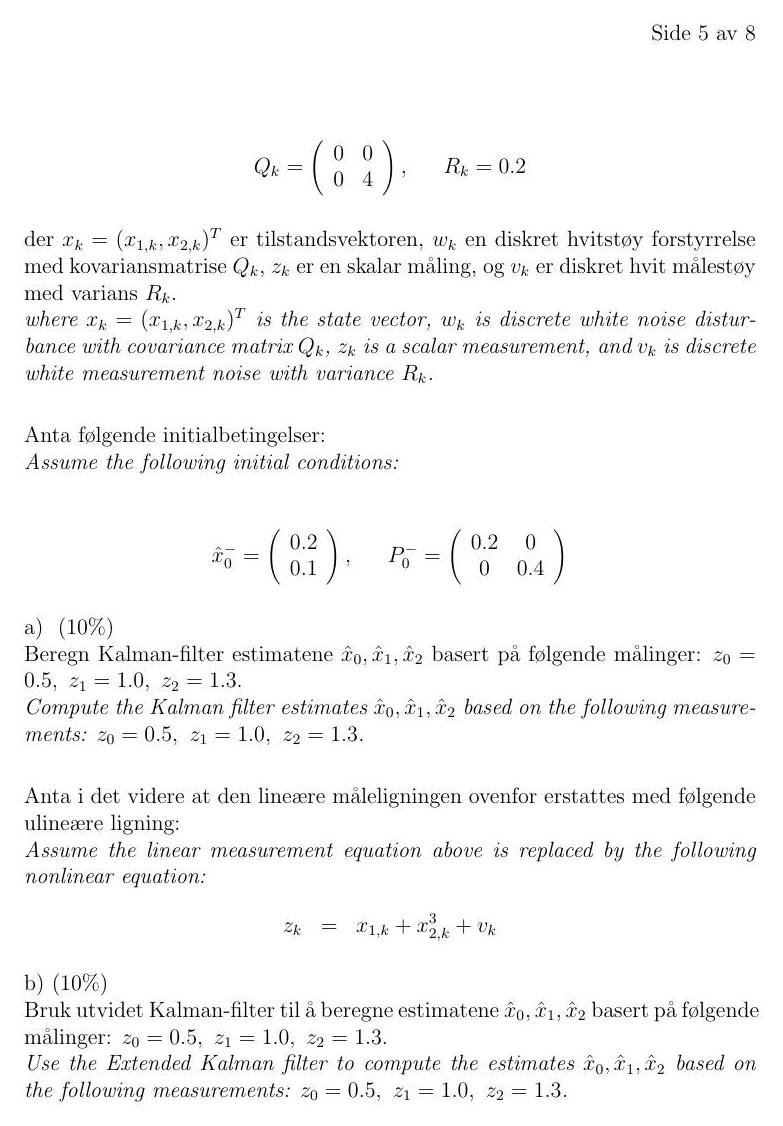 Side 5 av 8
Q_k = ( 0 0 ; 0 4 ), R_k = 0.2
der x_k = (x_{1,k}, x_{2,k})^T er tilstandsvektoren, w_k en diskret hvitstøy forstyrrelse
med kovariansmatrise Q_k, z_k er en skalar måling, og v_k er diskret hvit målestøy
med varians R_k.
where x_k = (x_{1,k}, x_{2,k})^T is the state vector, w_k is discrete white noise distur-
bance with covariance matrix Q_k, z_k is a scalar measurement, and v_k is discrete
white measurement noise with variance R_k.
Anta følgende initialbetingelser:
Assume the following initial conditions:
x̂_0^- = ( 0.2 ; 0.1 ), P_0^- = ( 0.2 0 ; 0 0.4 )
a) (10%)
Beregn Kalman-filter estimatene x̂_0, x̂_1, x̂_2 basert på følgende målinger: z_0 =
0.5, z_1 = 1.0, z_2 = 1.3.
Compute the Kalman filter estimates x̂_0, x̂_1, x̂_2 based on the following measure-
ments: z_0 = 0.5, z_1 = 1.0, z_2 = 1.3.
Anta i det videre at den lineære måleligningen ovenfor erstattes med følgende
ulineære ligning:
Assume the linear measurement equation above is replaced by the following
nonlinear equation:
z_k = x_{1,k} + x_{2,k}^3 + v_k
b) (10%)
Bruk utvidet Kalman-filter til å beregne estimatene x̂_0, x̂_1, x̂_2 basert på følgende
målinger: z_0 = 0.5, z_1 = 1.0, z_2 = 1.3.
Use the Extended Kalman filter to compute the estimates x̂_0, x̂_1, x̂_2 based on
the following measurements: z_0 = 0.5, z_1 = 1.0, z_2 = 1.3.